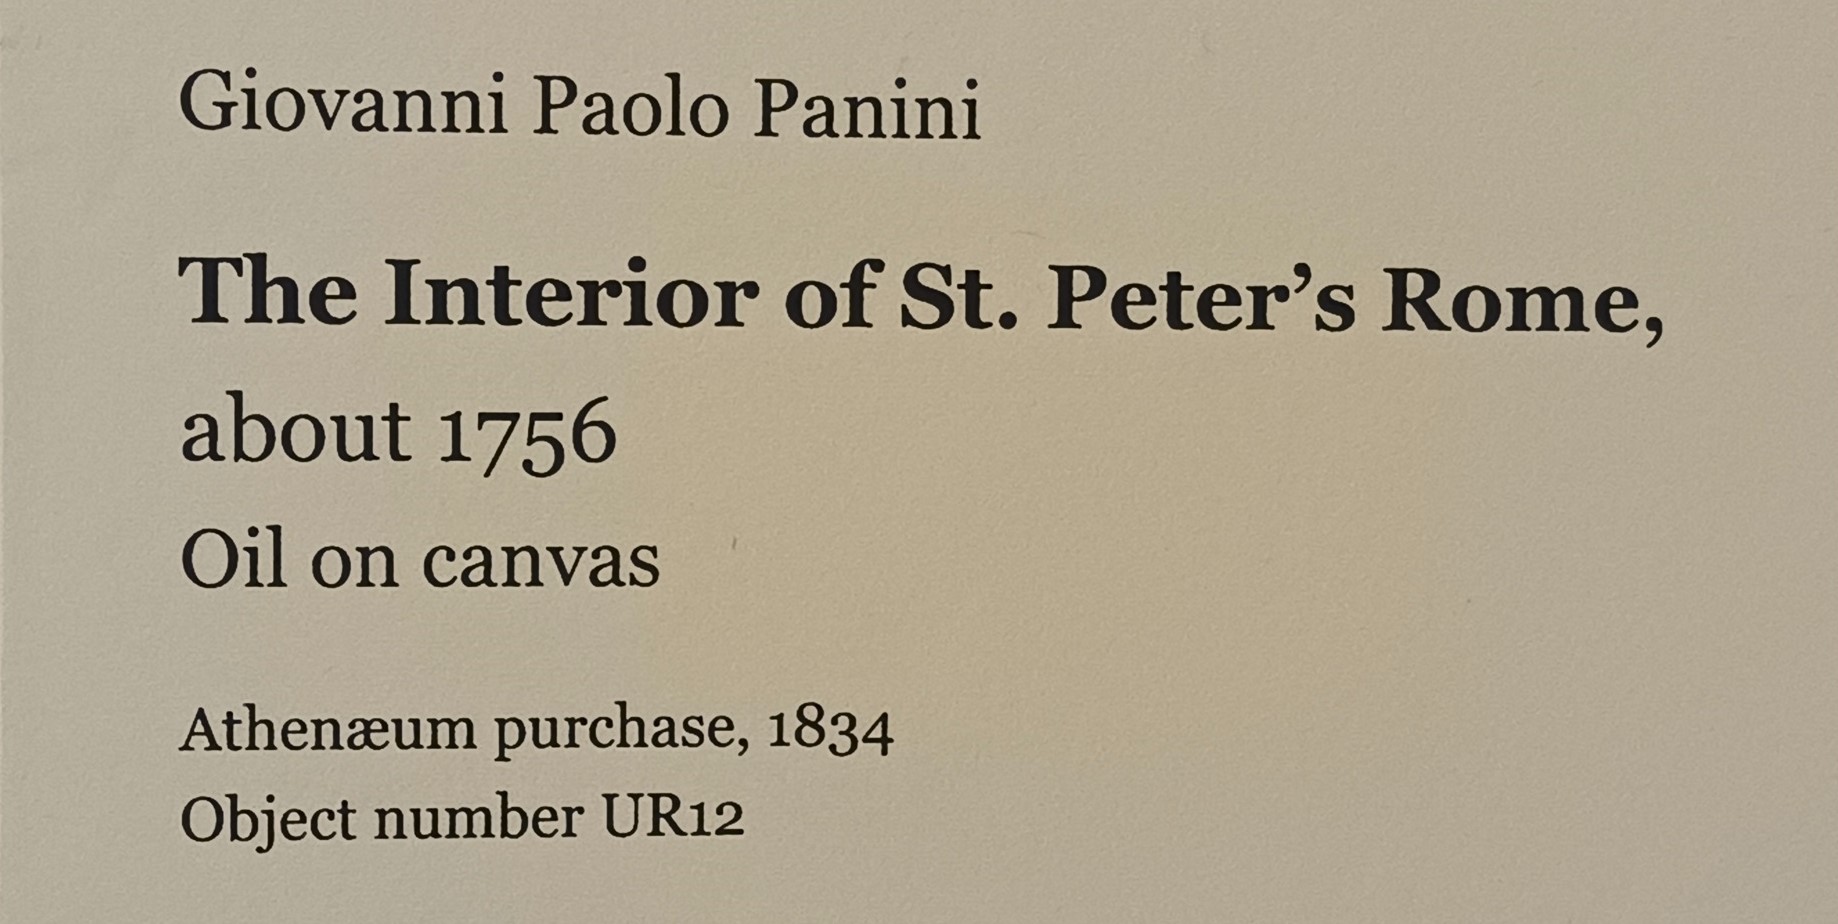 Giovanni Paolo Panini
The Interior of St. Peter’s Rome,
about 1756
Oil on canvas
Athenæum purchase, 1834
Object number UR12